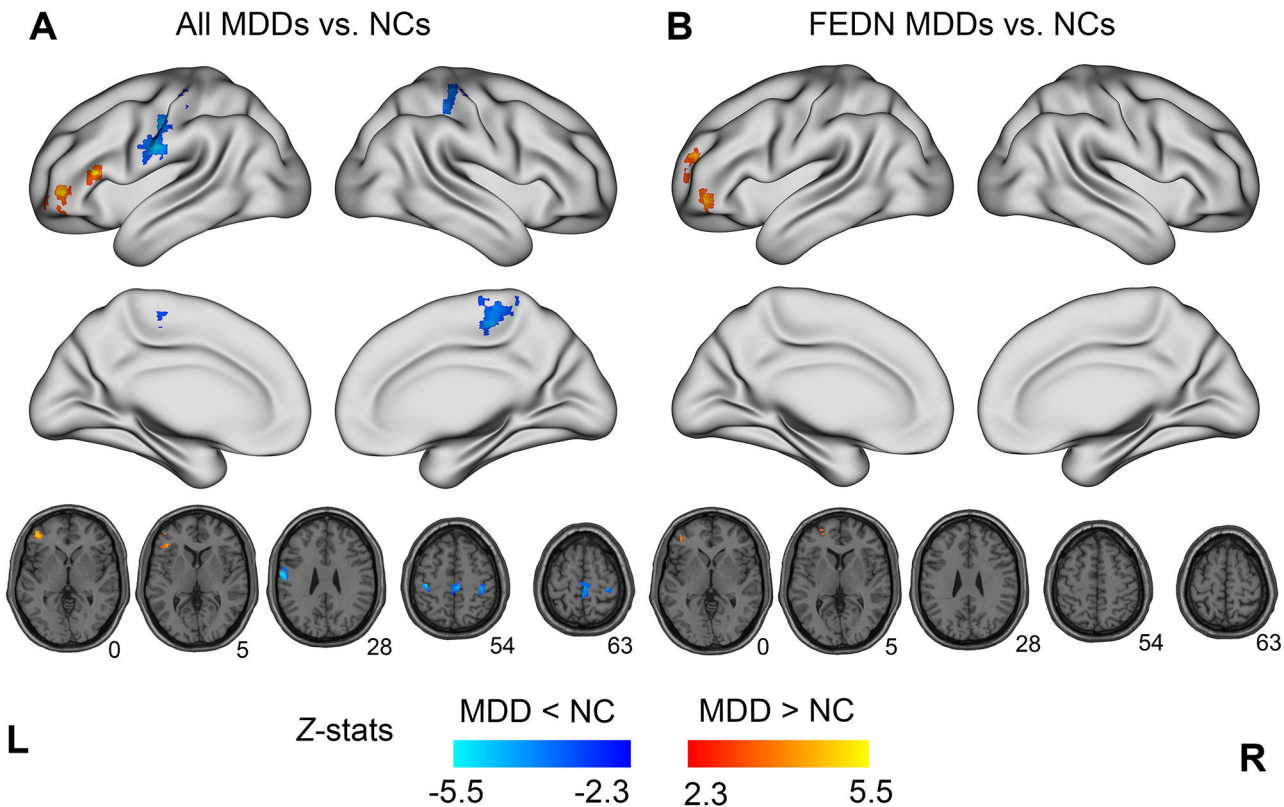 A All MDDs vs. NCs
B FEDN MDDs vs. NCs
0 5 28 54 63
0 5 28 54 63
L
Z-stats
MDD < NC
MDD > NC
-5.5 -2.3
2.3 5.5
R